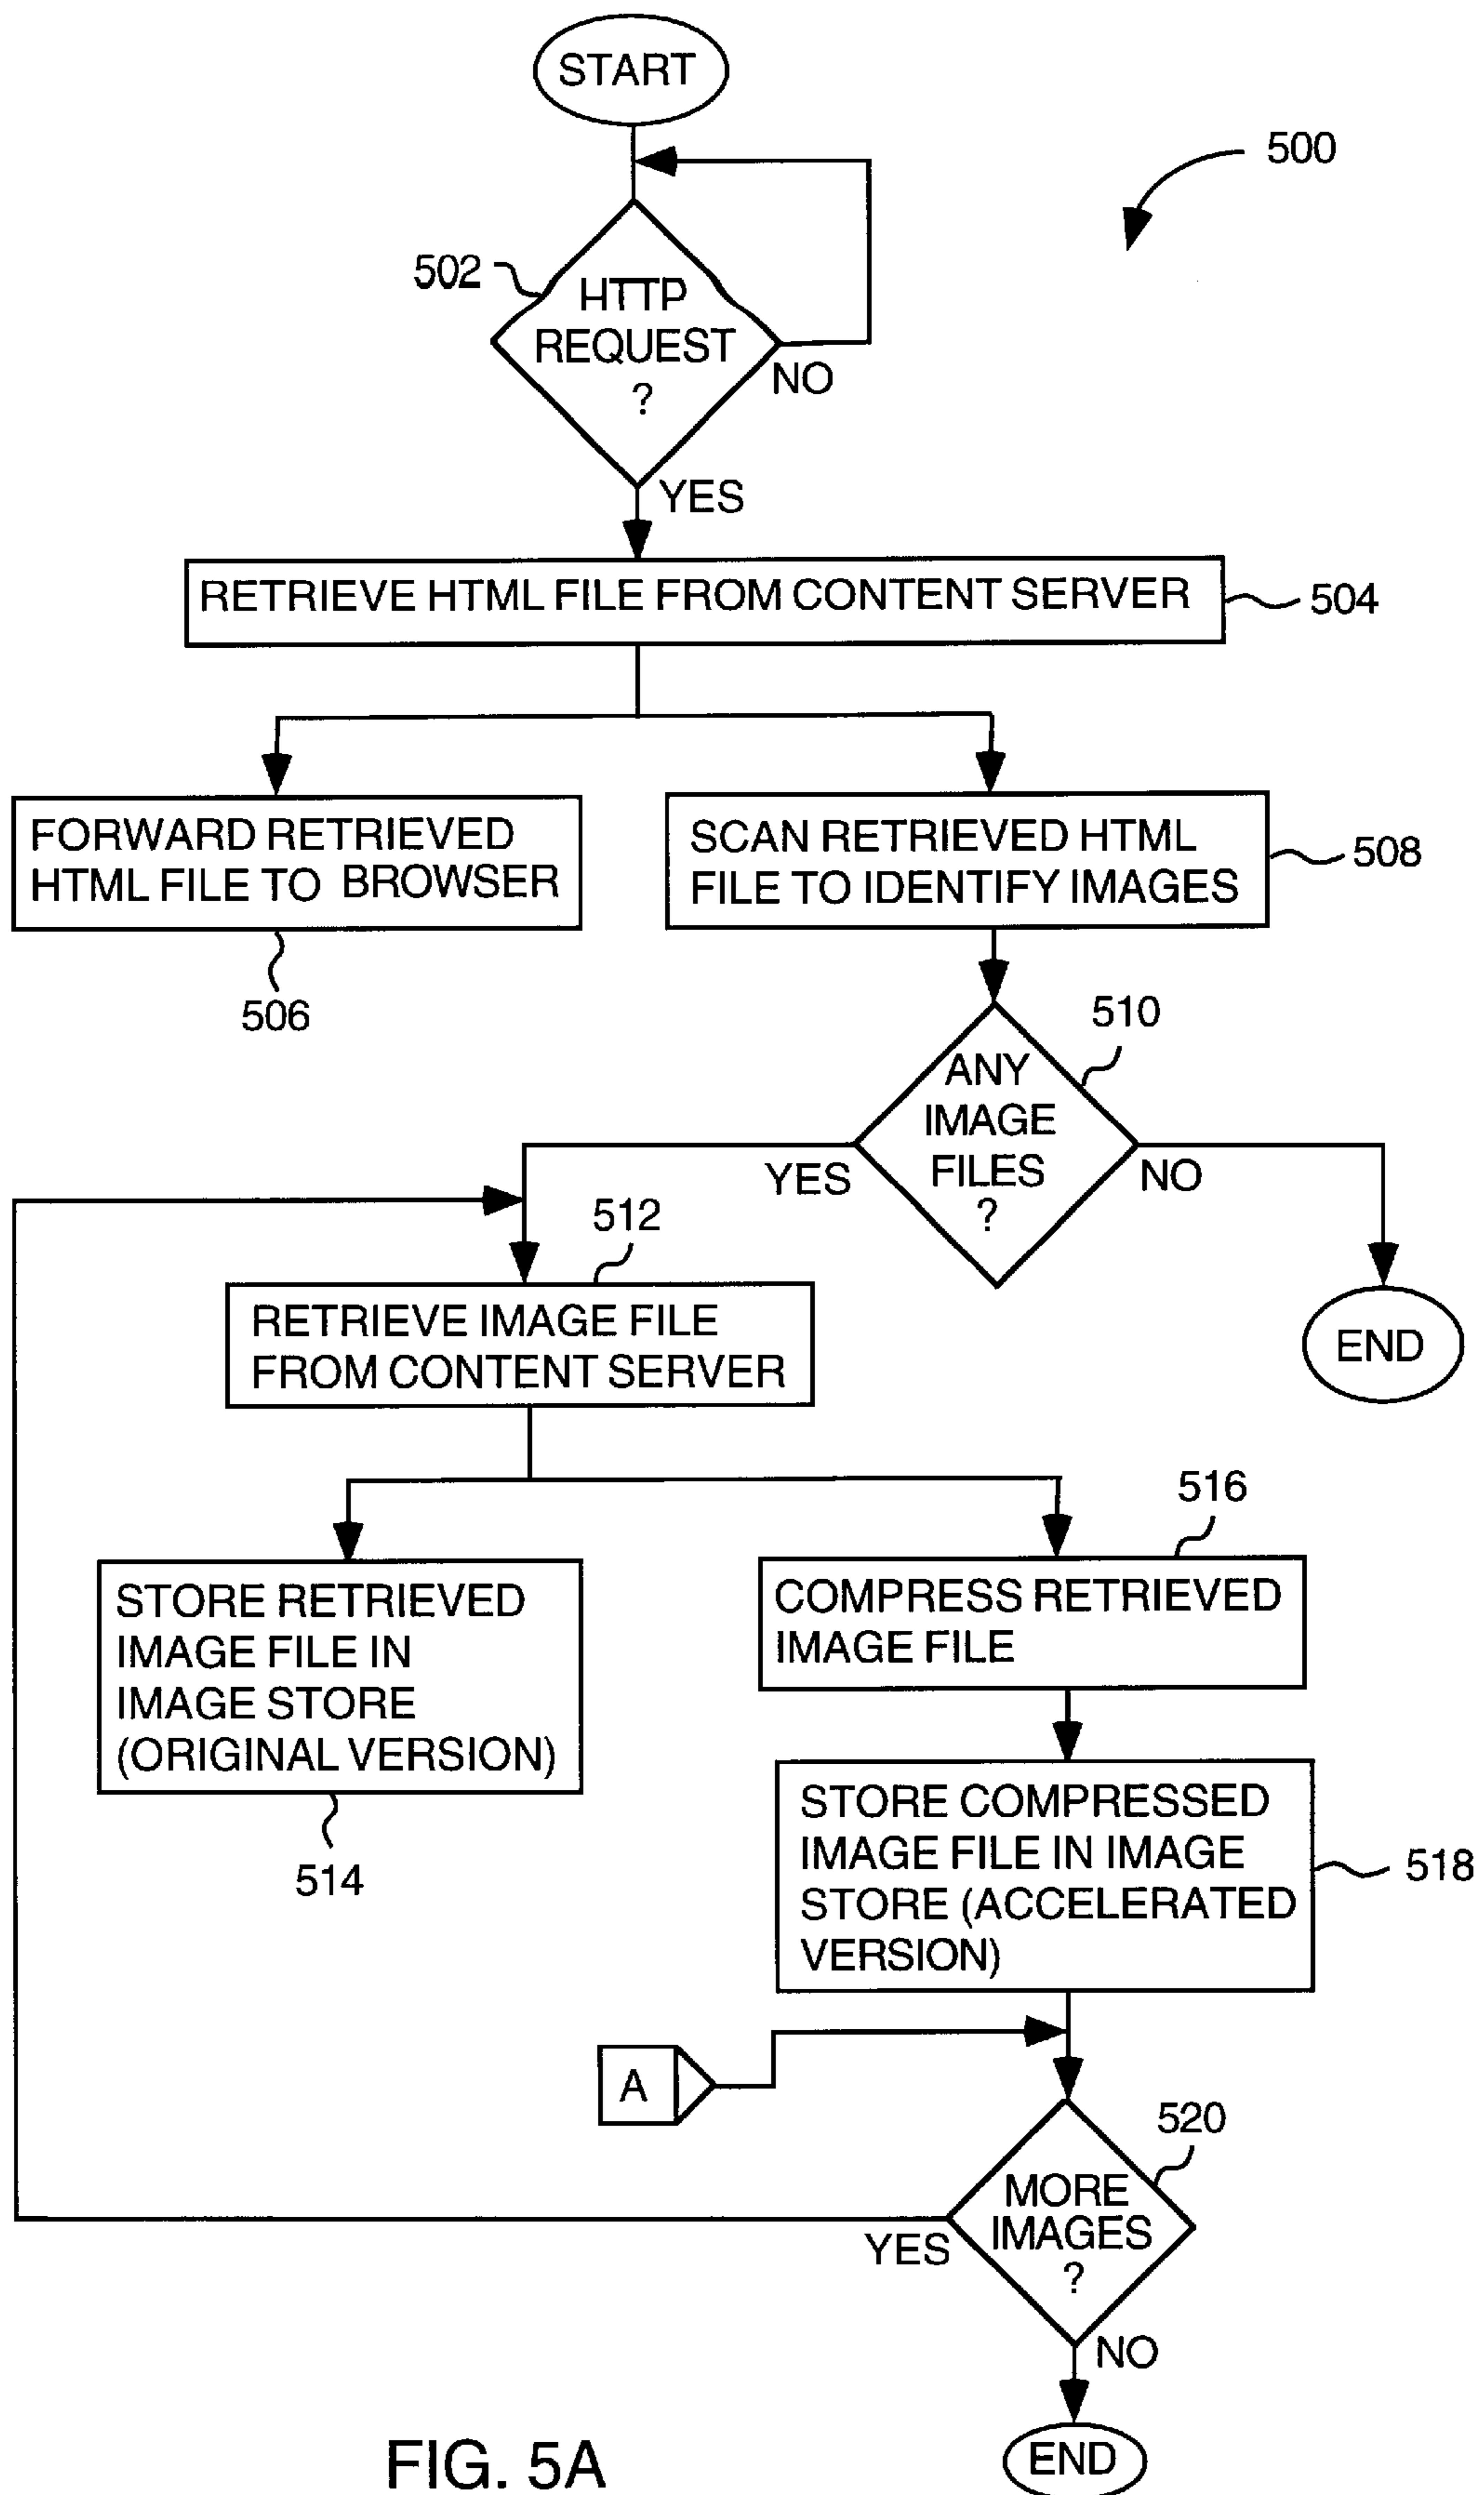 START
500
502
HTTP
REQUEST
?
NO
YES
RETRIEVE HTML FILE FROM CONTENT SERVER
504
FORWARD RETRIEVED
HTML FILE TO BROWSER
506
SCAN RETRIEVED HTML
FILE TO IDENTIFY IMAGES
508
510
ANY
IMAGE
FILES
?
YES
NO
END
512
RETRIEVE IMAGE FILE
FROM CONTENT SERVER
STORE RETRIEVED
IMAGE FILE IN
IMAGE STORE
(ORIGINAL VERSION)
514
516
COMPRESS RETRIEVED
IMAGE FILE
STORE COMPRESSED
IMAGE FILE IN IMAGE
STORE (ACCELERATED
VERSION)
518
A
520
MORE
IMAGES
?
YES
NO
END
FIG. 5A